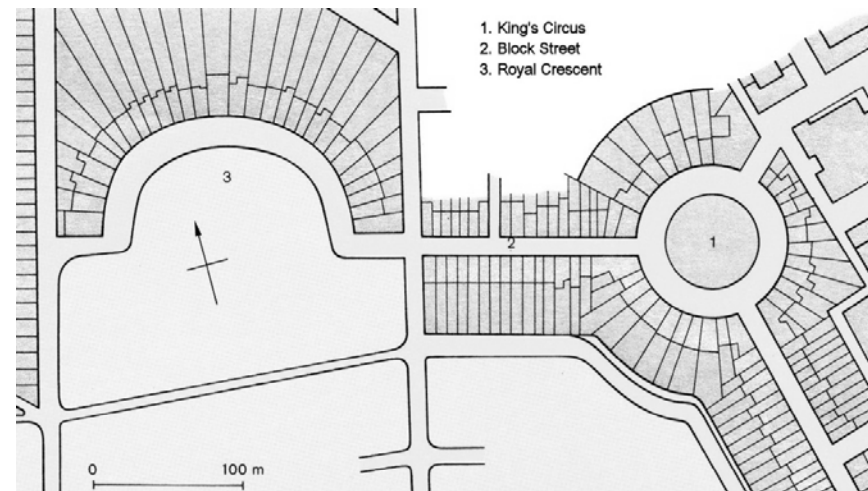 1. King's Circus
2. Block Street
3. Royal Crescent
3
2
1
0 100 m